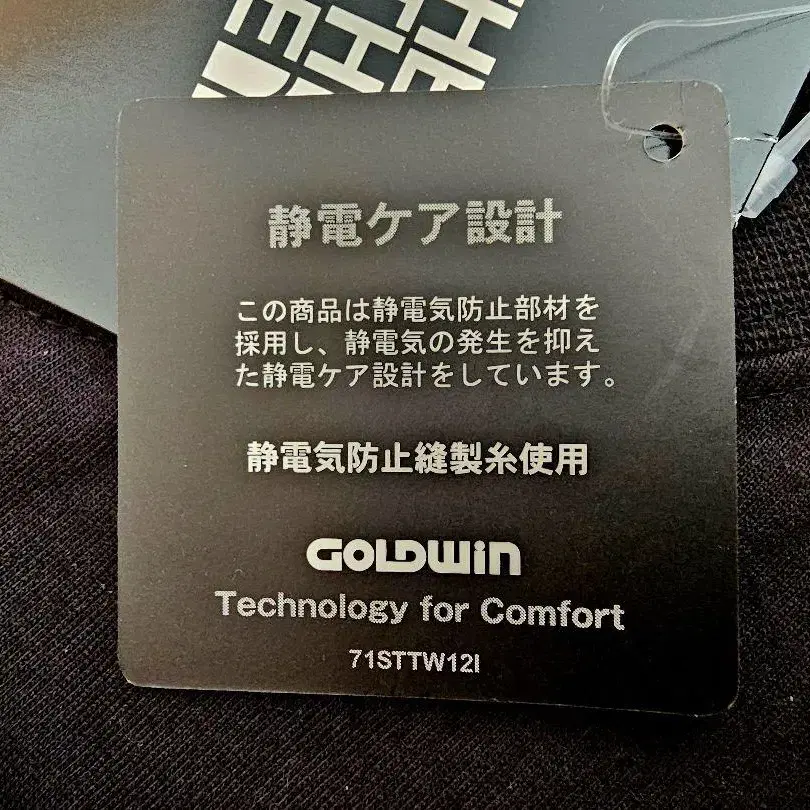 静電ケア設計
この商品は静電気防止部材を
採用し、静電気の発生を抑え
た静電ケア設計をしています。
静電気防止縫製糸使用
GOLDWIN
Technology for Comfort
71STTW12I